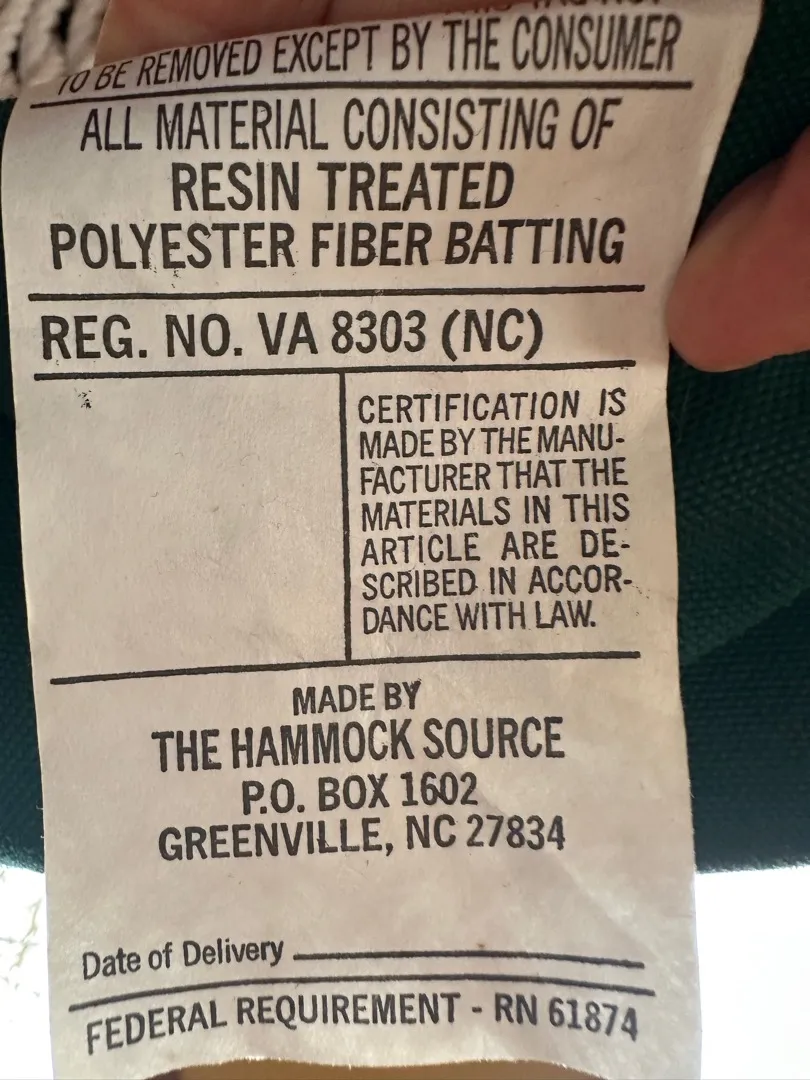 TO BE REMOVED EXCEPT BY THE CONSUMER
ALL MATERIAL CONSISTING OF
RESIN TREATED
POLYESTER FIBER BATTING
REG. NO. VA 8303 (NC)
CERTIFICATION IS
MADE BY THE MANU-
FACTURER THAT THE
MATERIALS IN THIS
ARTICLE ARE DE-
SCRIBED IN ACCOR-
DANCE WITH LAW.
MADE BY
THE HAMMOCK SOURCE
P.O. BOX 1602
GREENVILLE, NC 27834
Date of Delivery
FEDERAL REQUIREMENT - RN 61874